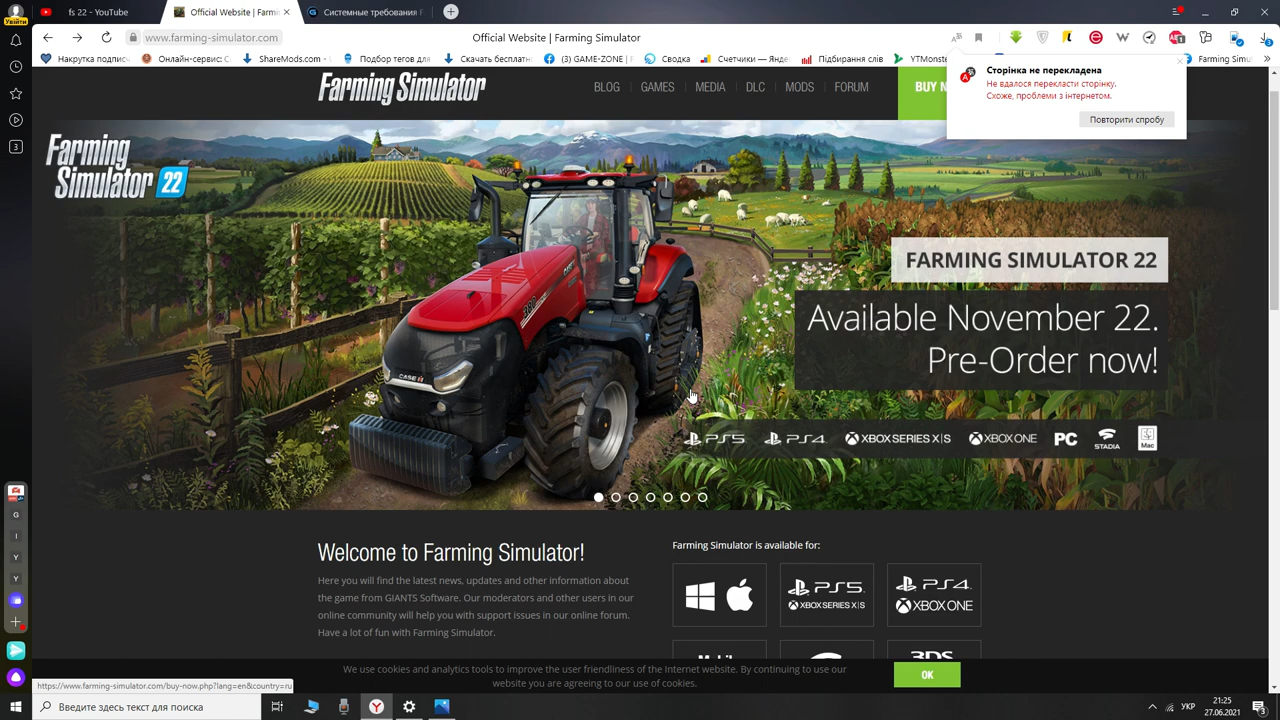 Увійти
fs 22 - YouTube
Official Website | Farmi
Системные требования F
www.farming-simulator.com
Official Website | Farming Simulator
Накрутка подписч
Онлайн-сервис: Ст
ShareMods.com - S
Подбор тегов для
Скачать бесплатно
(3) GAME-ZONE | F
Сводка
Счетчики — Янде
Підбирання слів
YTMonste
Farming Simu
Сторінка не перекладена
Не вдалося перекласти сторінку.
Схоже, проблеми з інтернетом.
Повторити спробу
Farming Simulator
BLOG
GAMES
MEDIA
DLC
MODS
FORUM
BUY N
Farming
Simulator 22
FARMING SIMULATOR 22
Available November 22.
Pre-Order now!
380
CASE IH
PS5
PS4
XBOX SERIES X|S
XBOX ONE
PC
STADIA
Mac
Welcome to Farming Simulator!
Here you will find the latest news, updates and other information about
the game from GIANTS Software. Our moderators and other users in our
online community will help you with support issues in our online forum.
Have a lot of fun with Farming Simulator.
Farming Simulator is available for:
PS5
XBOX SERIES X|S
PS4
XBOX ONE
3DS
We use cookies and analytics tools to improve the user friendliness of the Internet website. By continuing to use our
website you are agreeing to our use of cookies.
OK
https://www.farming-simulator.com/buy-now.php?lang=en&country=ru
Введите здесь текст для поиска
УКР
21:25
27.06.2021